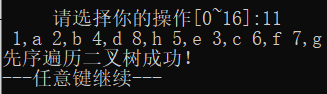 请选择你的操作[0~16]:11
1,a 2,b 4,d 8,h 5,e 3,c 6,f 7,g
先序遍历二叉树成功！
---任意键继续---